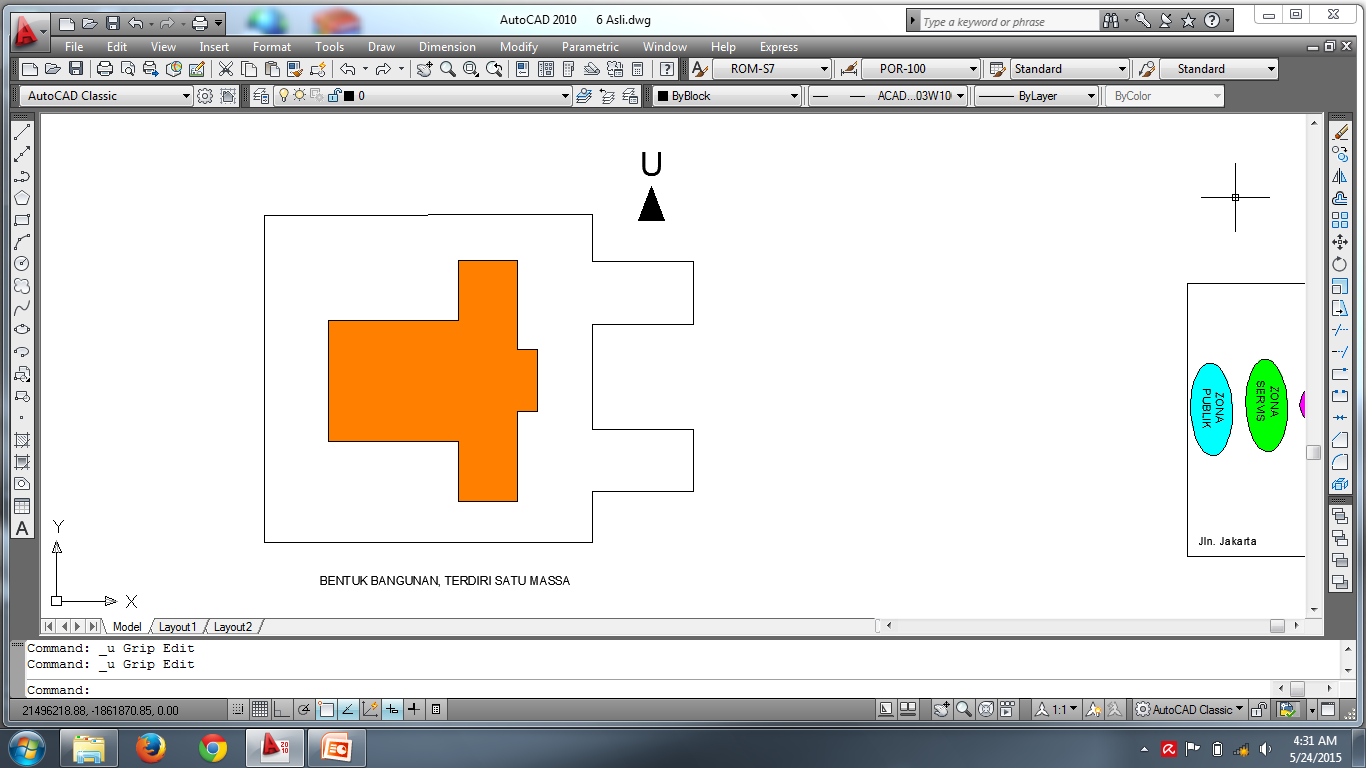 AutoCAD 2010 6 Asli.dwg
Type a keyword or phrase
File Edit View Insert Format Tools Draw Dimension Modify Parametric Window Help Express
ROM-S7 POR-100 Standard Standard
AutoCAD Classic 0 ByBlock ACAD...03W10 ByLayer ByColor
U
ZONA PUBLIK
ZONA SERVIS
Jln. Jakarta
BENTUK BANGUNAN, TERDIRI SATU MASSA
Y
X
Model Layout1 Layout2
Command: _u Grip Edit
Command: _u Grip Edit
Command:
21496218.88, -1861870.85, 0.00 1:1 AutoCAD Classic
4:31 AM
5/24/2015